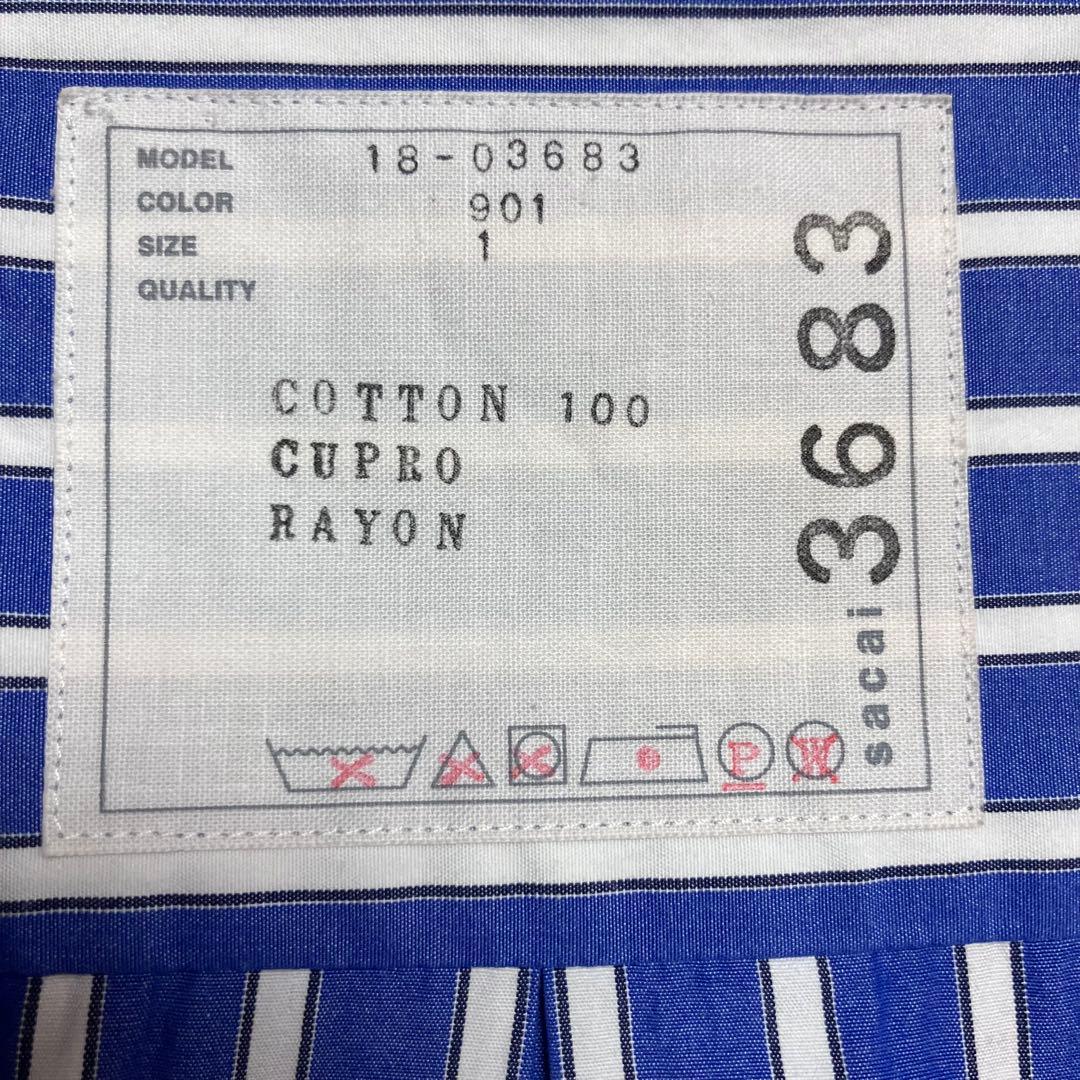 MODEL 18-03683
COLOR 901
SIZE 1
QUALITY
COTTON 100
CUPRO
RAYON
P W
sacai 3683